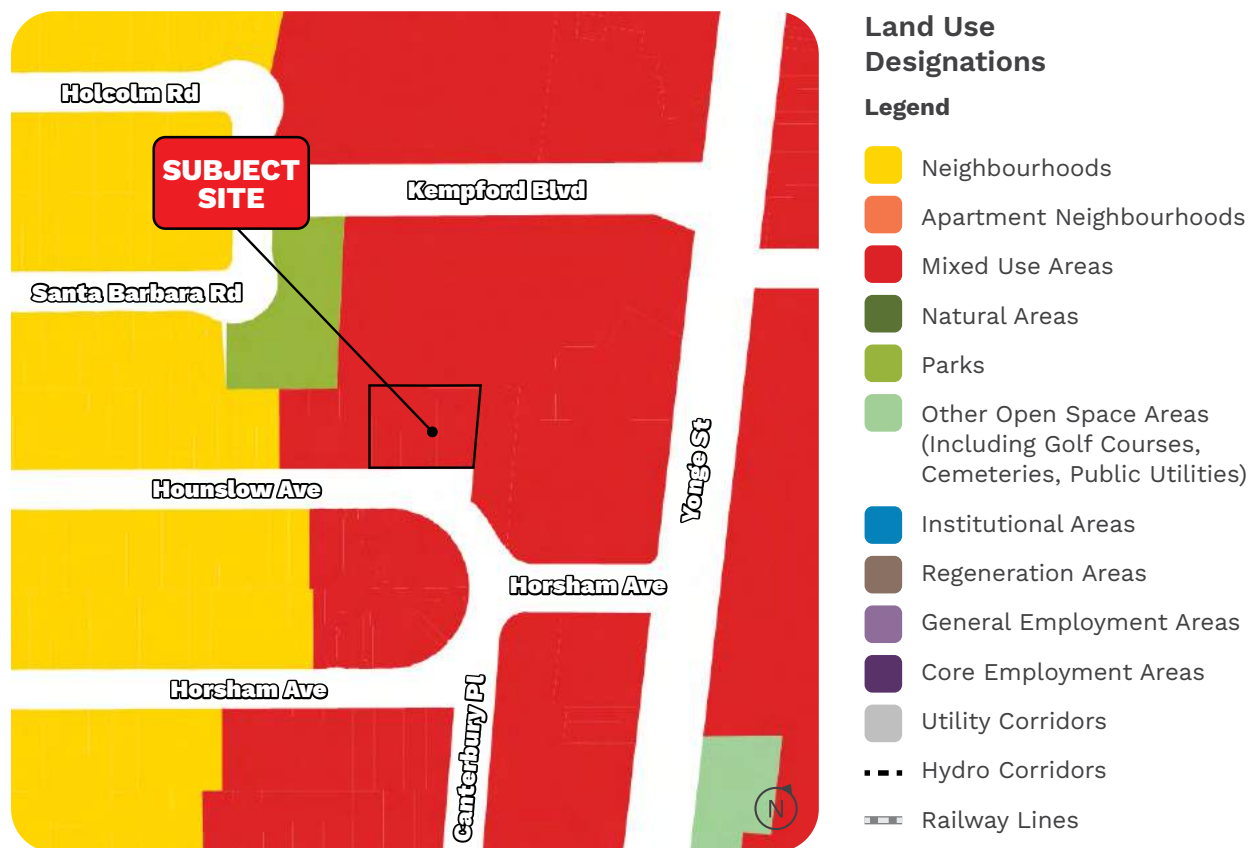 Holcolm Rd
SUBJECT
SITE
Kempford Blvd
Santa Barbara Rd
Yonge St
Hounslow Ave
Horsham Ave
Horsham Ave
Canterbury Pl
N
Land Use
Designations
Legend
Neighbourhoods
Apartment Neighbourhoods
Mixed Use Areas
Natural Areas
Parks
Other Open Space Areas
(Including Golf Courses,
Cemeteries, Public Utilities)
Institutional Areas
Regeneration Areas
General Employment Areas
Core Employment Areas
Utility Corridors
Hydro Corridors
Railway Lines